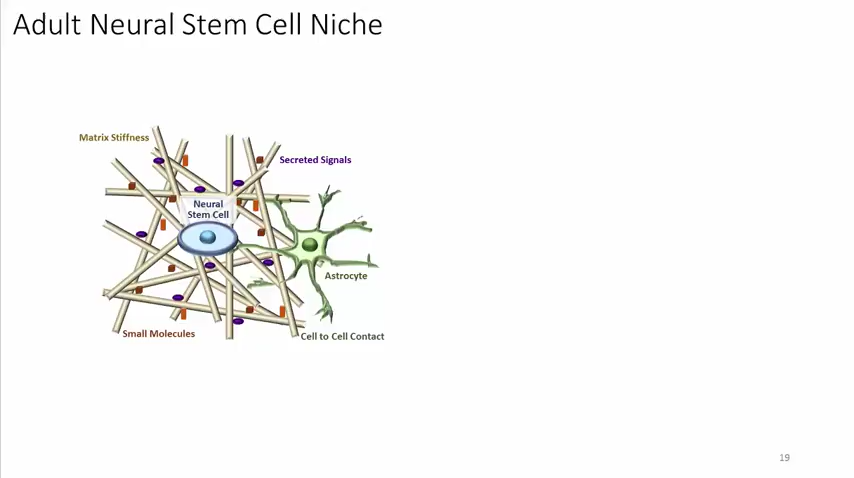 Adult Neural Stem Cell Niche
Matrix Stiffness
Secreted Signals
Neural
Stem Cell
Astrocyte
Small Molecules
Cell to Cell Contact
19